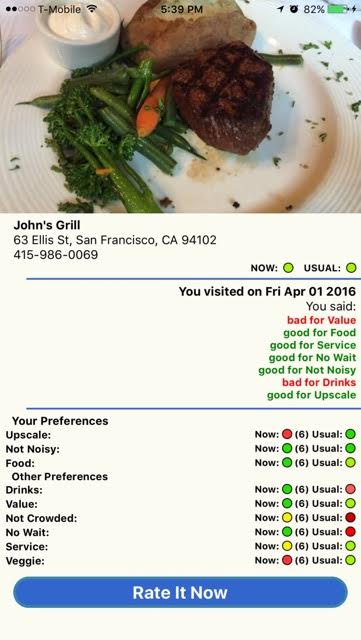 T-Mobile 5:39 PM 82%
John's Grill
63 Ellis St, San Francisco, CA 94102
415-986-0069
NOW: USUAL:
You visited on Fri Apr 01 2016
You said:
bad for Value
good for Food
good for Service
good for No Wait
good for Not Noisy
bad for Drinks
good for Upscale
Your Preferences
Upscale: Now: (6) Usual:
Not Noisy: Now: (6) Usual:
Food: Now: (6) Usual:
Other Preferences
Drinks: Now: (6) Usual:
Value: Now: (6) Usual:
Not Crowded: Now: (6) Usual:
No Wait: Now: (6) Usual:
Service: Now: (6) Usual:
Veggie: Now: (6) Usual:
Rate It Now